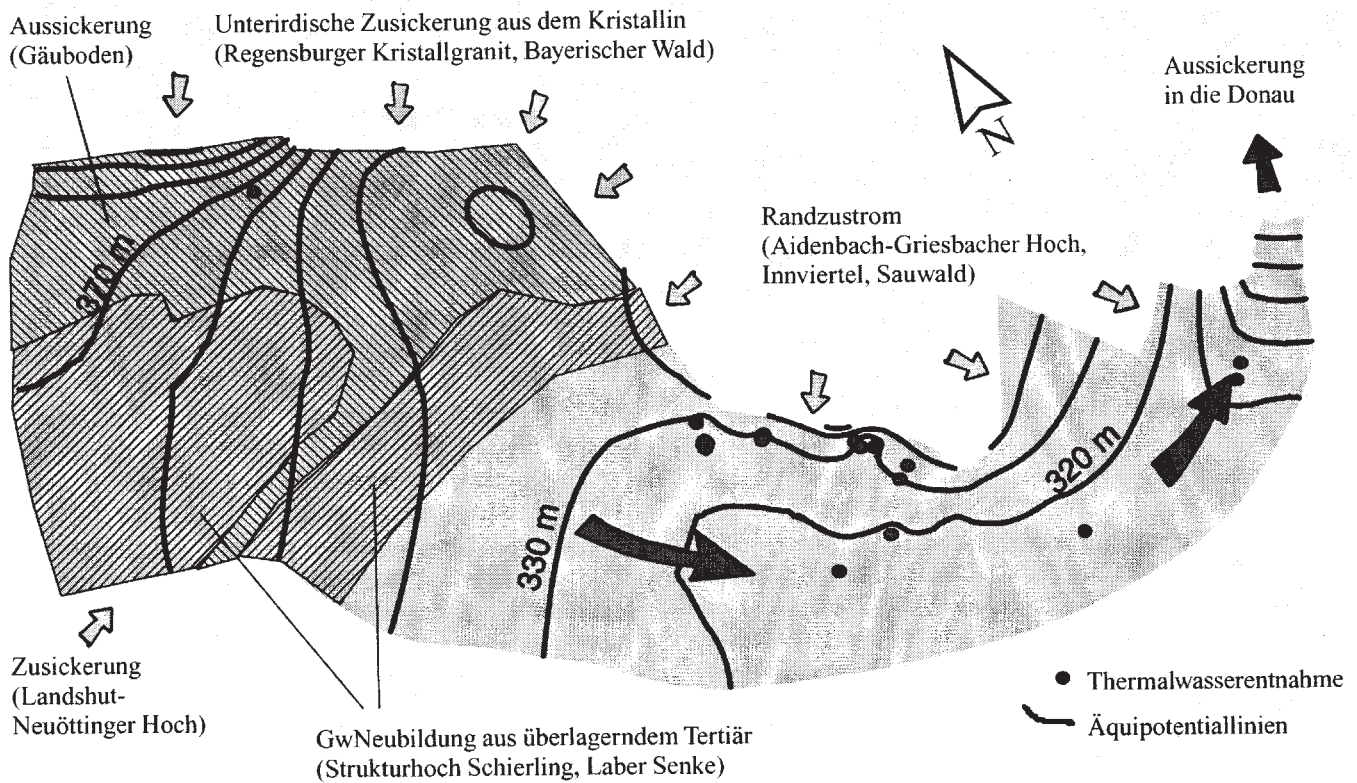 Aussickerung
(Gäuboden)
Unterirdische Zusickerung aus dem Kristallin
(Regensburger Kristallgranit, Bayerischer Wald)
Aussickerung
in die Donau
N
Randzustrom
(Aidenbach-Griesbacher Hoch,
Innviertel, Sauwald)
370 m
330 m
320 m
Zusickerung
(Landshut-
Neuöttinger Hoch)
GwNeubildung aus überlagerndem Tertiär
(Strukturhoch Schierling, Laber Senke)
Thermalwasserentnahme
Äquipotentiallinien